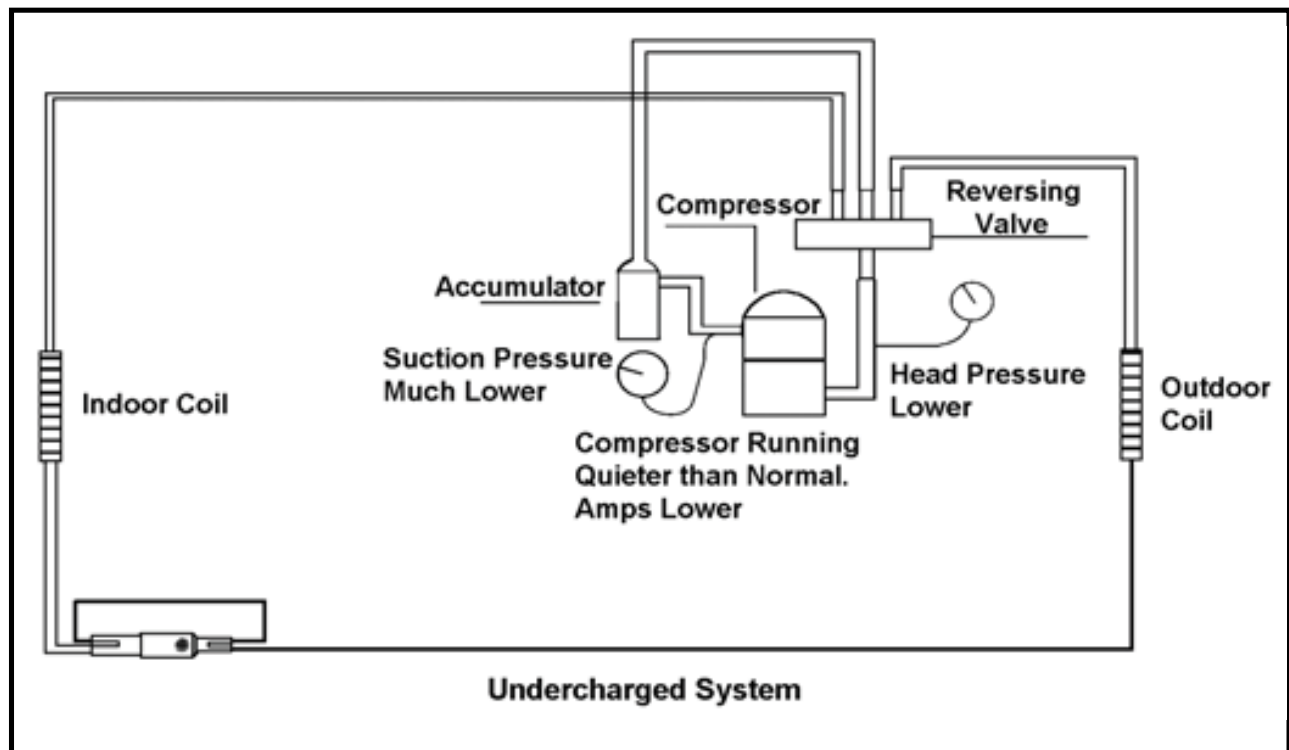 Compressor
Reversing
Valve
Accumulator
Suction Pressure
Much Lower
Head Pressure
Lower
Indoor Coil
Outdoor
Coil
Compressor Running
Quieter than Normal.
Amps Lower
Undercharged System